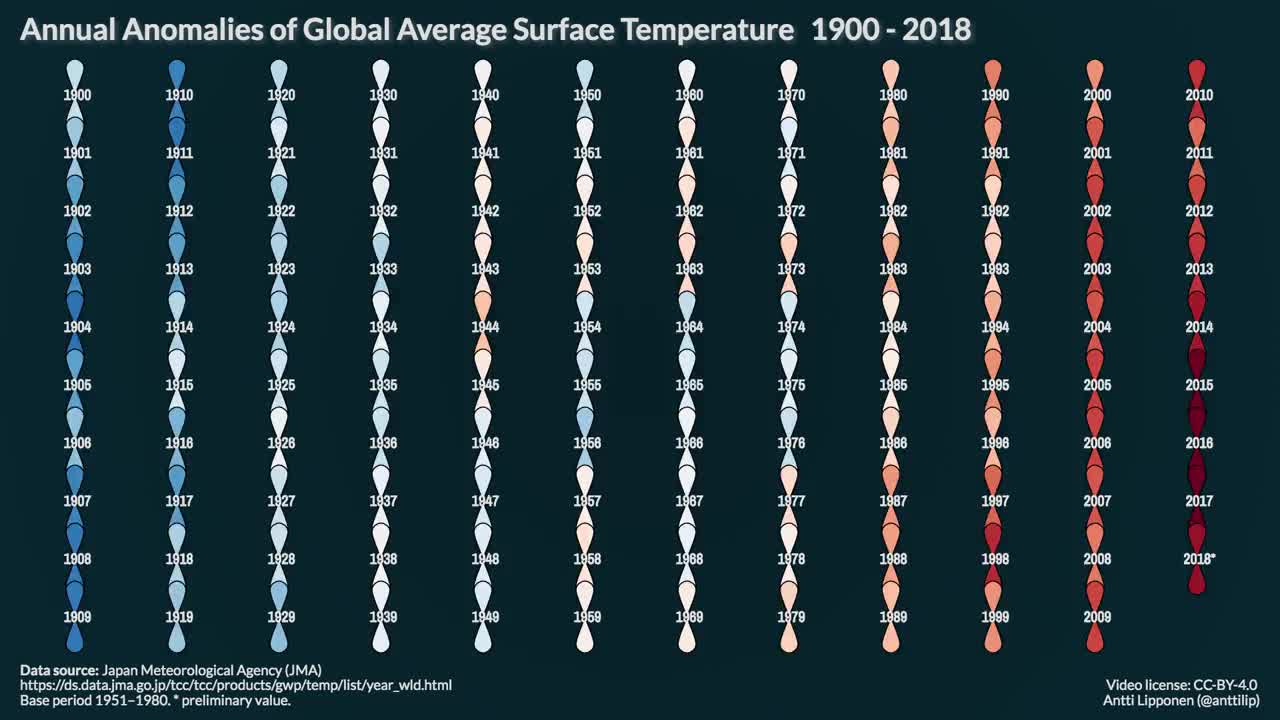 Annual Anomalies of Global Average Surface Temperature 1900 - 2018
1900 1910 1920 1930 1940 1950 1960 1970 1980 1990 2000 2010
1901 1911 1921 1931 1941 1951 1961 1971 1981 1991 2001 2011
1902 1912 1922 1932 1942 1952 1962 1972 1982 1992 2002 2012
1903 1913 1923 1933 1943 1953 1963 1973 1983 1993 2003 2013
1904 1914 1924 1934 1944 1954 1964 1974 1984 1994 2004 2014
1905 1915 1925 1935 1945 1955 1965 1975 1985 1995 2005 2015
1906 1916 1926 1936 1946 1956 1966 1976 1986 1996 2006 2016
1907 1917 1927 1937 1947 1957 1967 1977 1987 1997 2007 2017
1908 1918 1928 1938 1948 1958 1968 1978 1988 1998 2008 2018*
1909 1919 1929 1939 1949 1959 1969 1979 1989 1999 2009
Data source: Japan Meteorological Agency (JMA)
https://ds.data.jma.go.jp/tcc/tcc/products/gwp/temp/list/year_wld.html
Base period 1951–1980. * preliminary value.
Video license: CC-BY-4.0
Antti Lipponen (@anttilip)